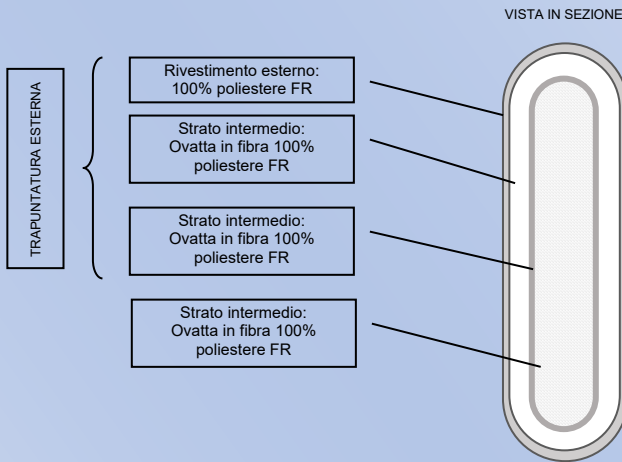 VISTA IN SEZIONE
TRAPUNTATURA ESTERNA
Rivestimento esterno:
100% poliestere FR
Strato intermedio:
Ovatta in fibra 100%
poliestere FR
Strato intermedio:
Ovatta in fibra 100%
poliestere FR
Strato intermedio:
Ovatta in fibra 100%
poliestere FR